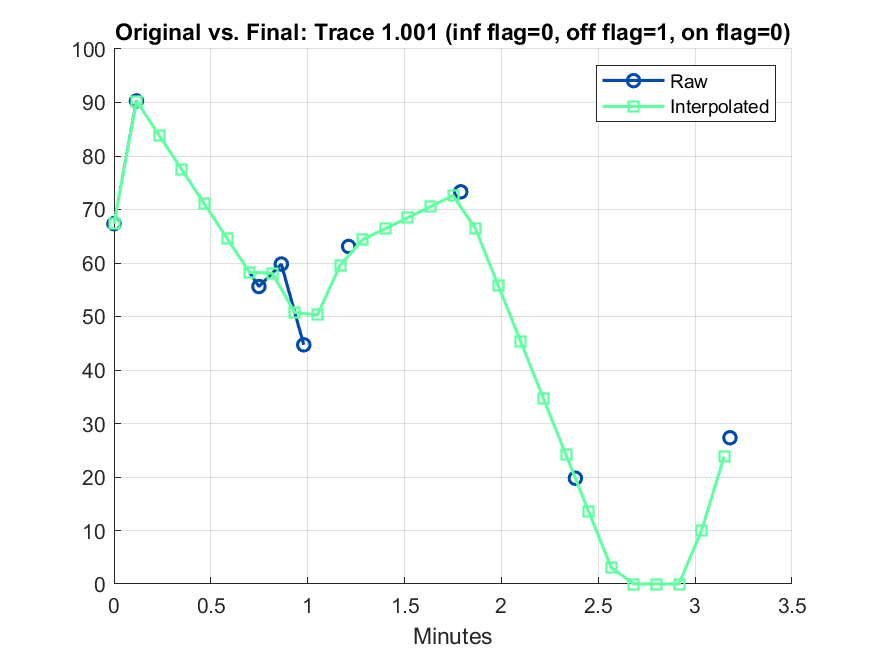 Original vs. Final: Trace 1.001 (inf flag=0, off flag=1, on flag=0)
100
90
80
70
60
50
40
30
20
10
0
Raw
Interpolated
0 0.5 1 1.5 2 2.5 3 3.5
Minutes